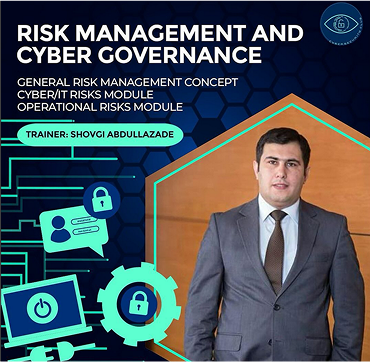 RISK MANAGEMENT AND
CYBER GOVERNANCE
GENERAL RISK MANAGEMENT CONCEPT
CYBER/IT RISKS MODULE
OPERATIONAL RISKS MODULE
TRAINER: SHOVGI ABDULLAZADE